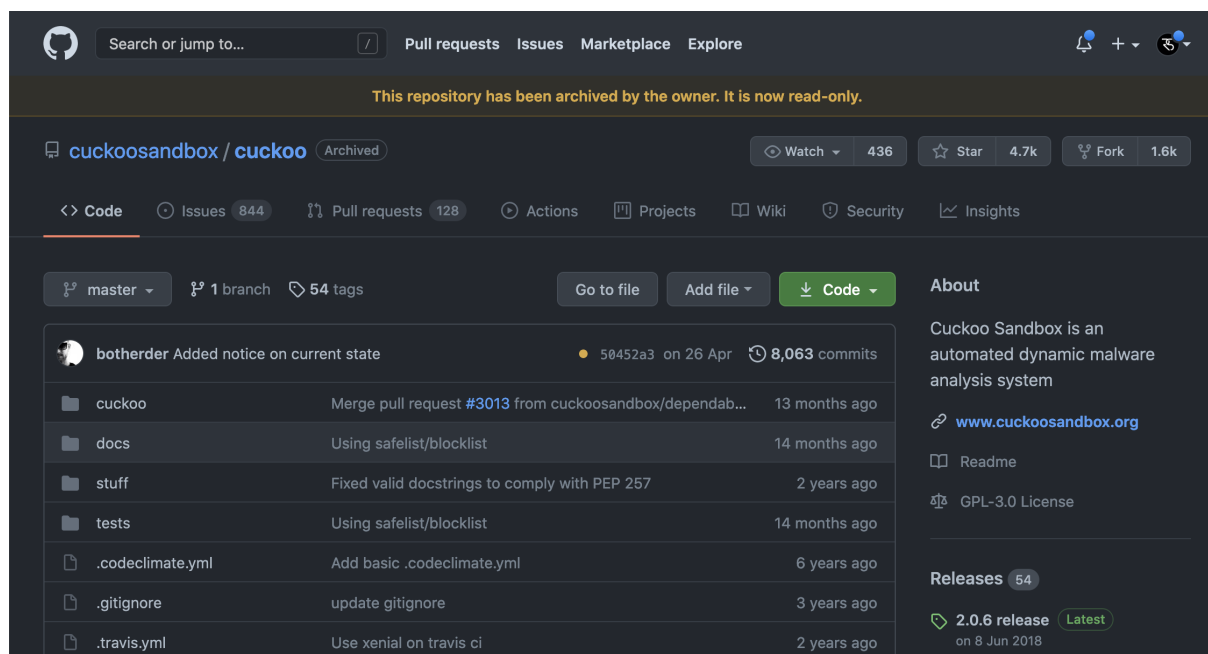 Search or jump to... / Pull requests Issues Marketplace Explore + रु
This repository has been archived by the owner. It is now read-only.
cuckoosandbox / cuckoo Archived Watch 436 Star 4.7k Fork 1.6k
<> Code Issues 844 Pull requests 128 Actions Projects Wiki Security Insights
master 1 branch 54 tags Go to file Add file Code
botherder Added notice on current state 50452a3 on 26 Apr 8,063 commits
cuckoo Merge pull request #3013 from cuckoosandbox/dependab... 13 months ago
docs Using safelist/blocklist 14 months ago
stuff Fixed valid docstrings to comply with PEP 257 2 years ago
tests Using safelist/blocklist 14 months ago
.codeclimate.yml Add basic .codeclimate.yml 6 years ago
.gitignore update gitignore 3 years ago
.travis.yml Use xenial on travis ci 2 years ago
About
Cuckoo Sandbox is an
automated dynamic malware
analysis system
www.cuckoosandbox.org
Readme
GPL-3.0 License
Releases 54
2.0.6 release Latest
on 8 Jun 2018